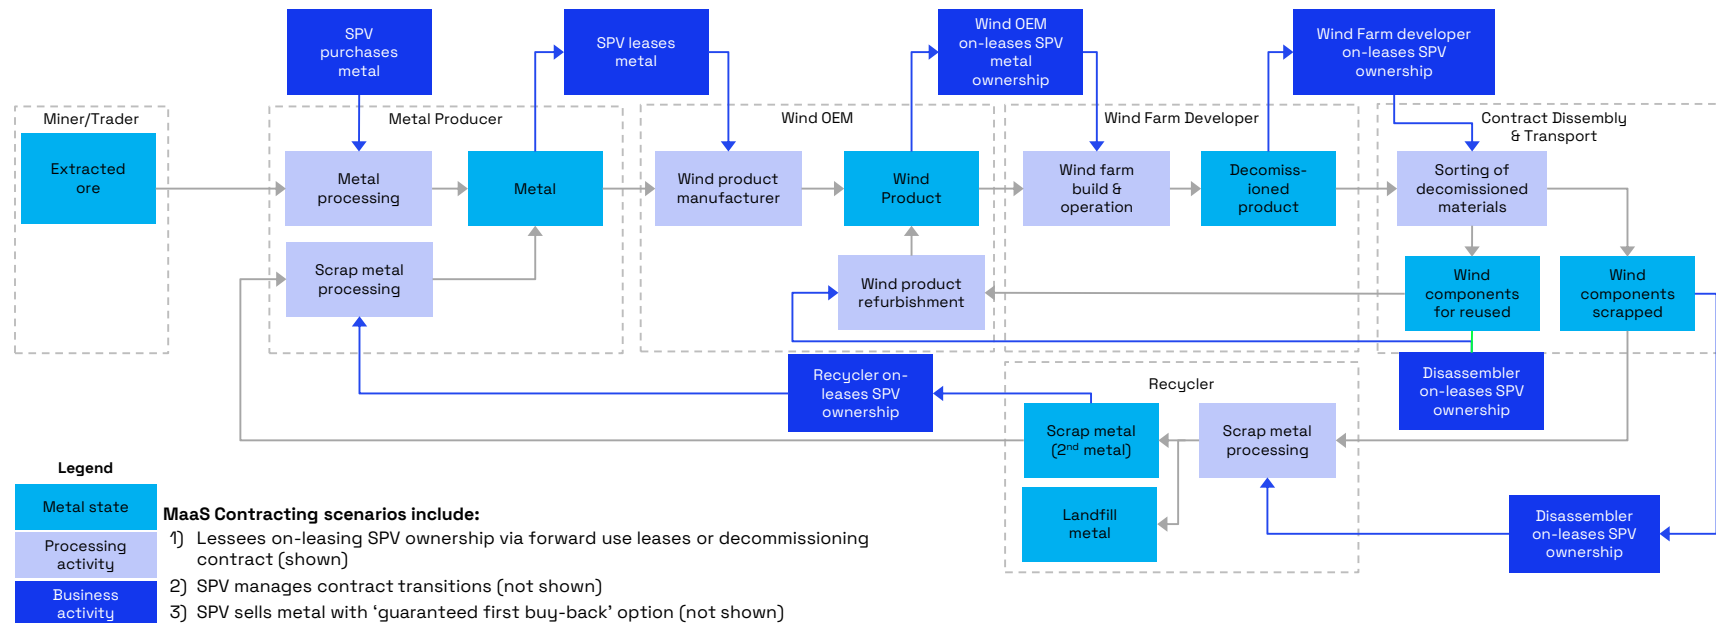 SPV
purchases
metal
SPV leases
metal
Wind OEM
on-leases SPV
metal
ownership
Wind Farm developer
on-leases SPV
ownership
Miner/Trader
Metal Producer
Wind OEM
Wind Farm Developer
Contract Dissembly
& Transport
Extracted
ore
Metal
processing
Metal
Wind product
manufacturer
Wind
Product
Wind farm
build &
operation
Decomiss-
ioned
product
Sorting of
decomissioned
materials
Scrap metal
processing
Wind product
refurbishment
Wind
components
for reused
Wind
components
scrapped
Recycler on-
leases SPV
ownership
Recycler
Disassembler
on-leases SPV
ownership
Scrap metal
(2nd metal)
Scrap metal
processing
Landfill
metal
Disassembler
on-leases SPV
ownership
Legend
Metal state
Processing
activity
Business
activity
MaaS Contracting scenarios include:
1) Lessees on-leasing SPV ownership via forward use leases or decommissioning
contract (shown)
2) SPV manages contract transitions (not shown)
3) SPV sells metal with ‘guaranteed first buy-back’ option (not shown)